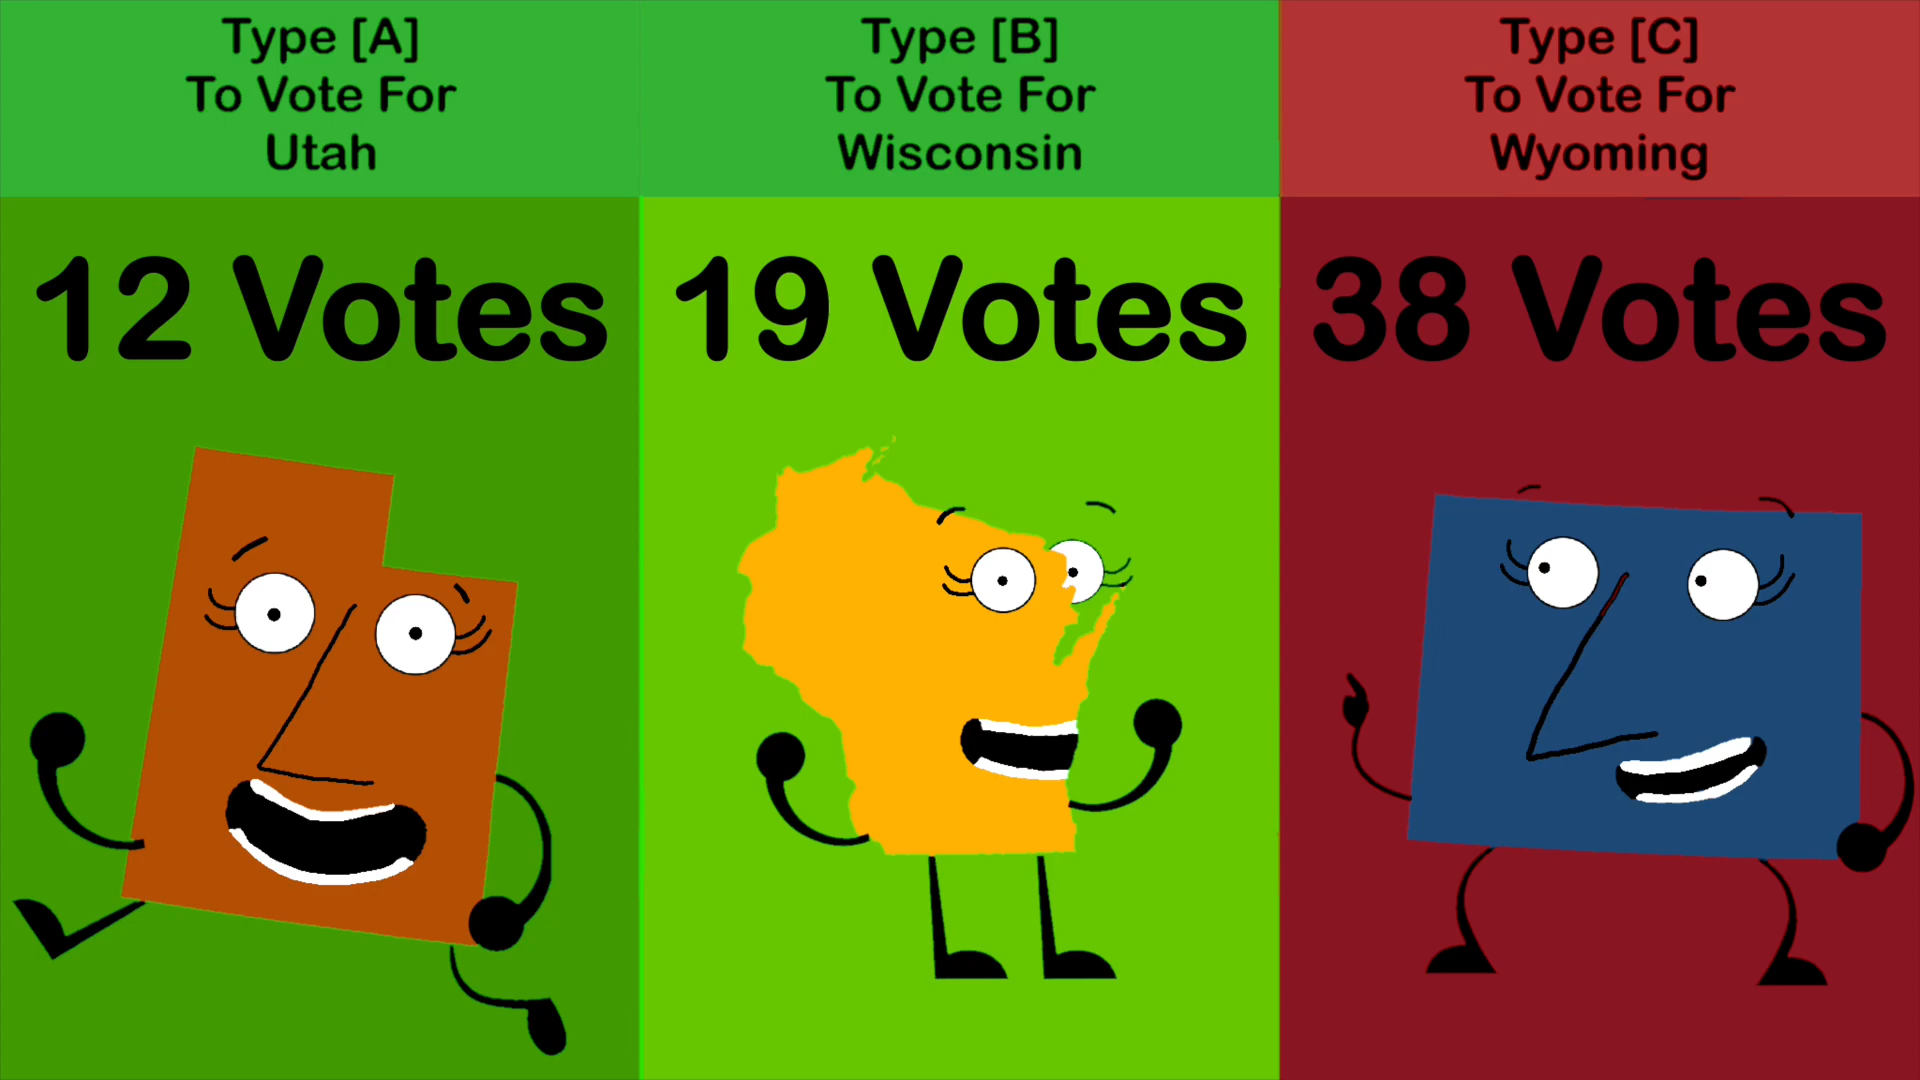 Type [A]
To Vote For
Utah
12 Votes
Type [B]
To Vote For
Wisconsin
19 Votes
Type [C]
To Vote For
Wyoming
38 Votes